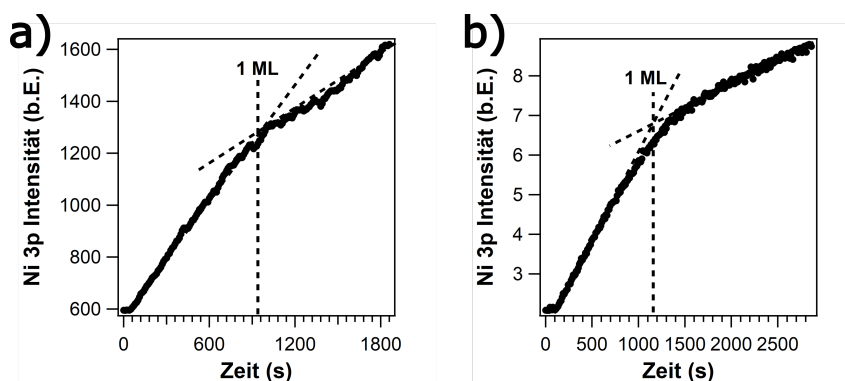 a)
Ni 3p Intensität (b.E.)
1600
1400
1200
1000
800
600
1 ML
0 600 1200 1800
Zeit (s)
b)
Ni 3p Intensität (b.E.)
8
7
6
5
4
3
1 ML
0 500 1000 1500 2000 2500
Zeit (s)